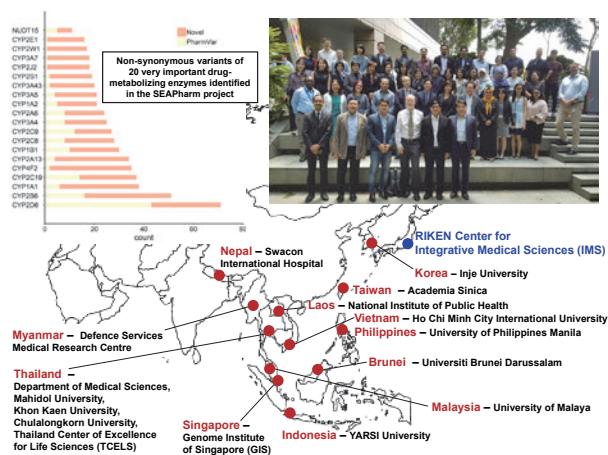 Novel
PharmVar
NUDT15
CYP2E1
CYP2W1
CYP3A7
CYP2J2
CYP2S1
CYP3A43
CYP3A5
CYP1A2
CYP2A6
CYP3A4
CYP2C9
CYP2C8
CYP1B1
CYP2A13
CYP4F2
CYP2C19
CYP1A1
CYP2B6
CYP2D6
0
20
40
60
80
count
Non-synonymous variants of
20 very important drug-
metabolizing enzymes identified
in the SEAPharm project
RIKEN Center for
Integrative Medical Sciences (IMS)
Nepal – Swacon
International Hospital
Korea – Inje University
Taiwan – Academia Sinica
Laos – National Institute of Public Health
Vietnam – Ho Chi Minh City International University
Philippines – University of Philippines Manila
Myanmar – Defence Services
Medical Research Centre
Brunei – Universiti Brunei Darussalam
Thailand –
Department of Medical Sciences,
Mahidol University,
Khon Kaen University,
Chulalongkorn University,
Thailand Center of Excellence
for Life Sciences (TCELS)
Malaysia – University of Malaya
Singapore –
Genome Institute
of Singapore (GIS)
Indonesia – YARSI University